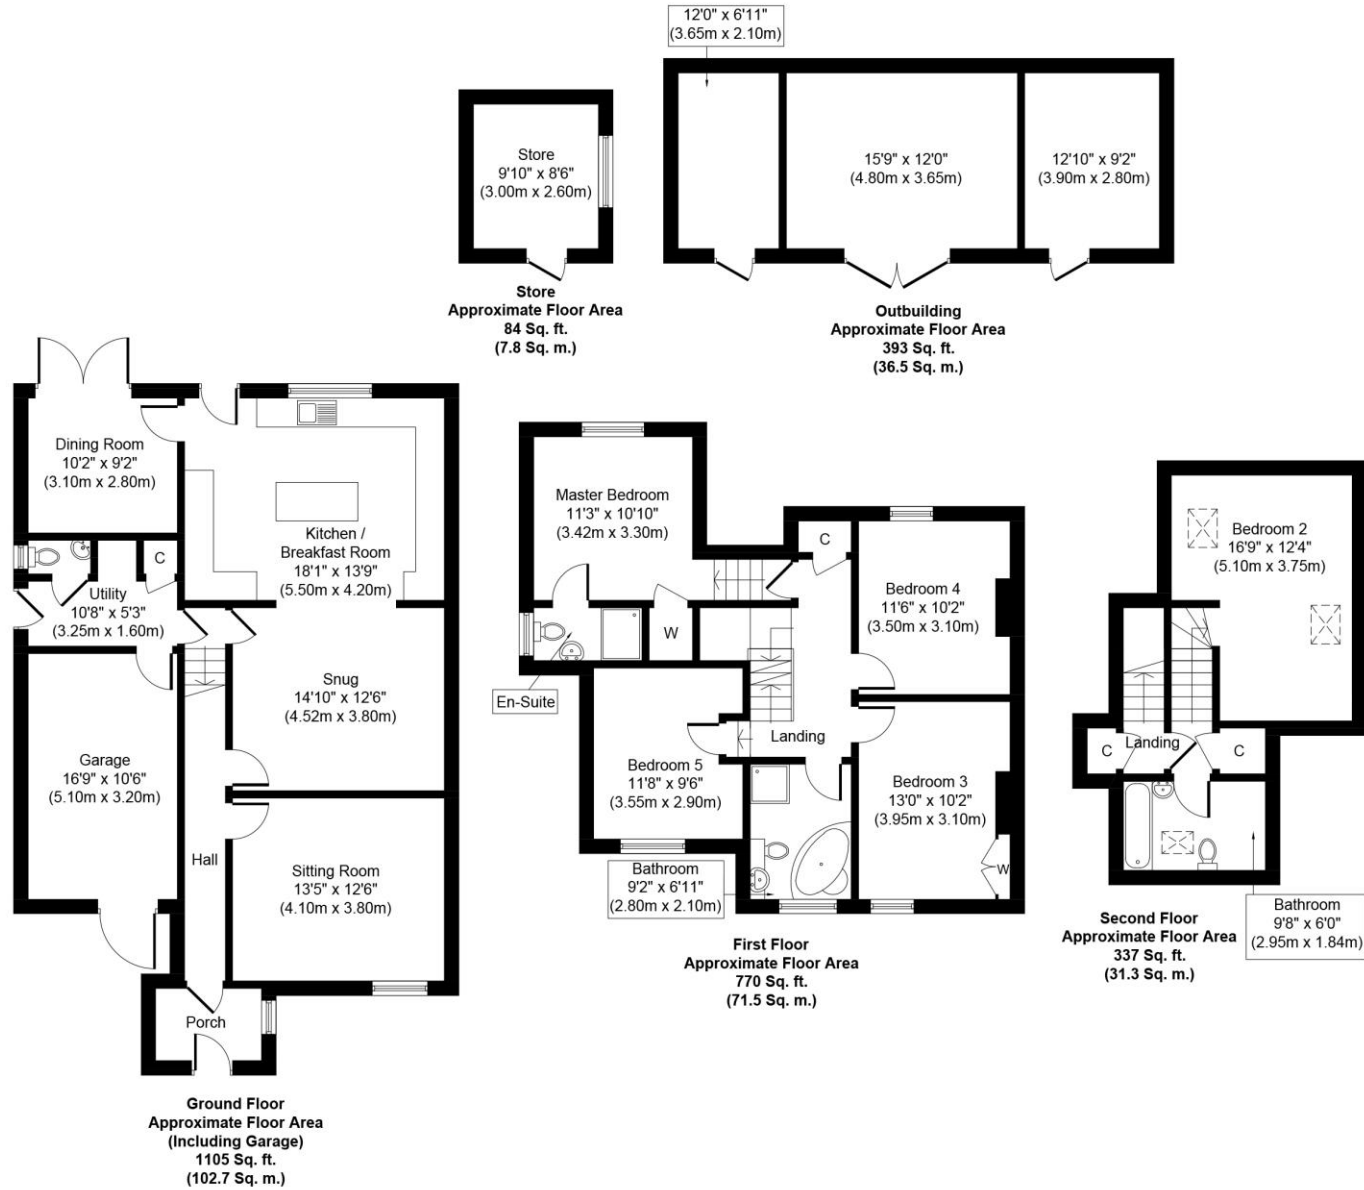 12'0" x 6'11"
(3.65m x 2.10m)
Store
9'10" x 8'6"
(3.00m x 2.60m)
15'9" x 12'0"
(4.80m x 3.65m)
12'10" x 9'2"
(3.90m x 2.80m)
Store
Approximate Floor Area
84 Sq. ft.
(7.8 Sq. m.)
Outbuilding
Approximate Floor Area
393 Sq. ft.
(36.5 Sq. m.)
Dining Room
10'2" x 9'2"
(3.10m x 2.80m)
Kitchen /
Breakfast Room
18'1" x 13'9"
(5.50m x 4.20m)
C
Utility
10'8" x 5'3"
(3.25m x 1.60m)
Snug
14'10" x 12'6"
(4.52m x 3.80m)
Garage
16'9" x 10'6"
(5.10m x 3.20m)
Hall
Sitting Room
13'5" x 12'6"
(4.10m x 3.80m)
Porch
Ground Floor
Approximate Floor Area
(Including Garage)
1105 Sq. ft.
(102.7 Sq. m.)
Master Bedroom
11'3" x 10'10"
(3.42m x 3.30m)
C
Bedroom 4
11'6" x 10'2"
(3.50m x 3.10m)
W
En-Suite
Landing
Bedroom 5
11'8" x 9'6"
(3.55m x 2.90m)
Bedroom 3
13'0" x 10'2"
(3.95m x 3.10m)
W
Bathroom
9'2" x 6'11"
(2.80m x 2.10m)
First Floor
Approximate Floor Area
770 Sq. ft.
(71.5 Sq. m.)
Bedroom 2
16'9" x 12'4"
(5.10m x 3.75m)
C
Landing
C
Bathroom
9'8" x 6'0"
(2.95m x 1.84m)
Second Floor
Approximate Floor Area
337 Sq. ft.
(31.3 Sq. m.)